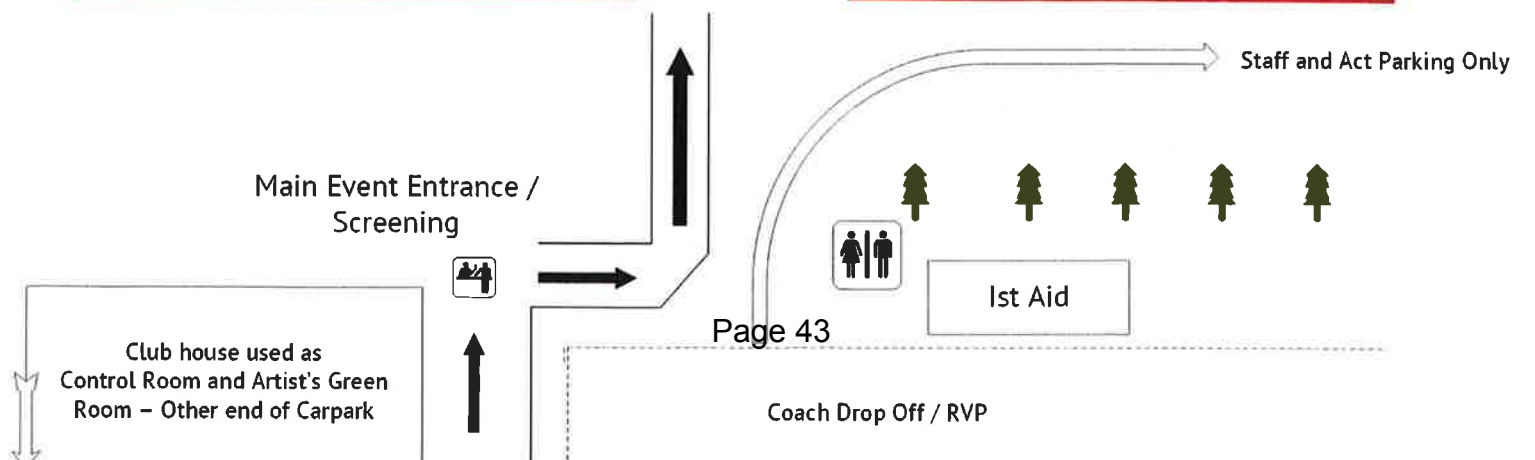 Staff and Act Parking Only
Main Event Entrance /
Screening
Ist Aid
Page 43
Club house used as
Control Room and Artist's Green
Room – Other end of Carpark
Coach Drop Off / RVP